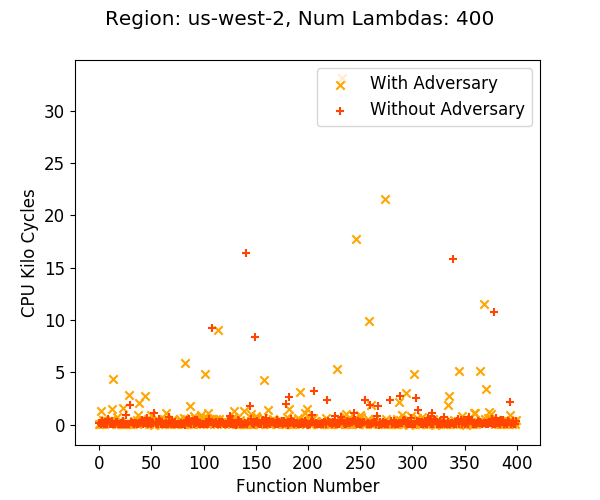 Region: us-west-2, Num Lambdas: 400
With Adversary
Without Adversary
CPU Kilo Cycles
30
25
20
15
10
5
0
0 50 100 150 200 250 300 350 400
Function Number